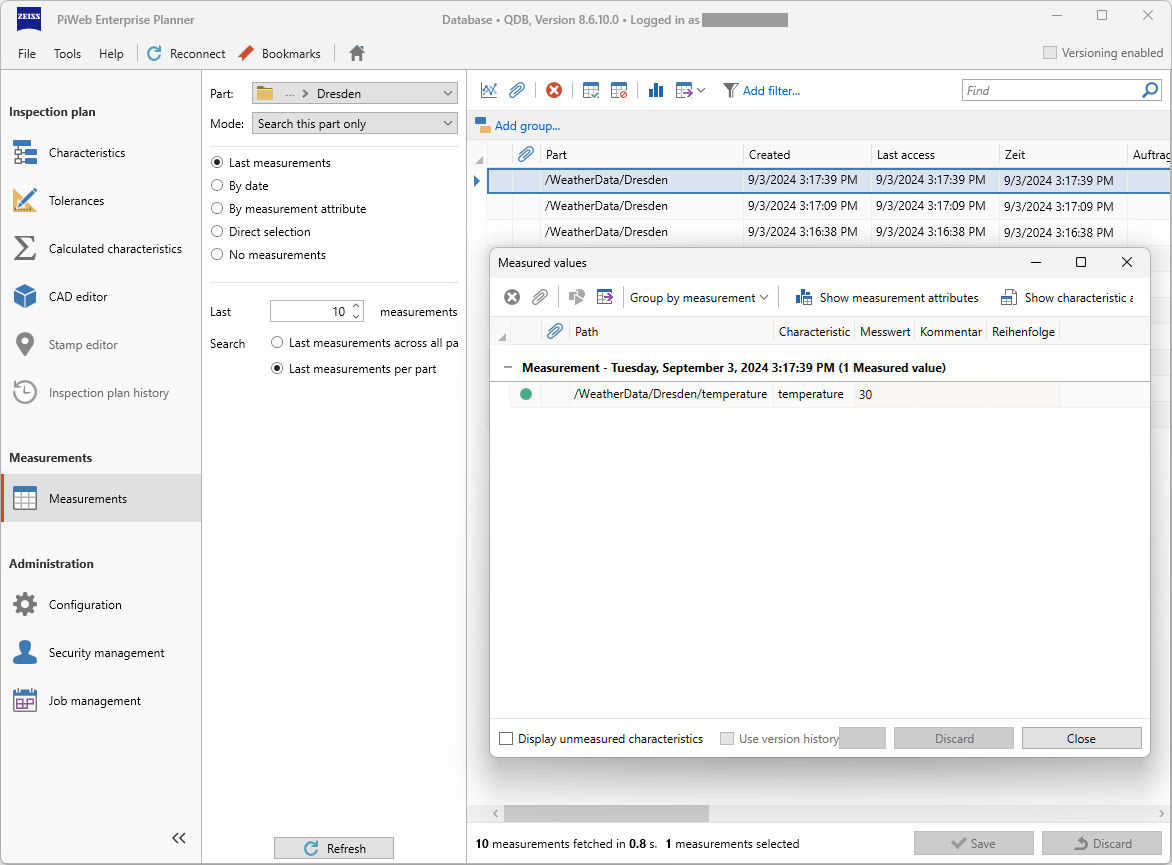 ZEISS PiWeb Enterprise Planner Database • QDB, Version 8.6.10.0 • Logged in as
File Tools Help Reconnect Bookmarks Versioning enabled
Inspection plan
Characteristics
Tolerances
Calculated characteristics
CAD editor
Stamp editor
Inspection plan history
Measurements
Measurements
Administration
Configuration
Security management
Job management
Part: ... > Dresden
Mode: Search this part only
Last measurements
By date
By measurement attribute
Direct selection
No measurements
Last 10 measurements
Search Last measurements across all pa
Last measurements per part
Refresh
Add filter... Find
Add group...
Part Created Last access Zeit Auftrag
/WeatherData/Dresden 9/3/2024 3:17:39 PM 9/3/2024 3:17:39 PM 9/3/2024 3:17:39 PM
/WeatherData/Dresden 9/3/2024 3:17:09 PM 9/3/2024 3:17:09 PM 9/3/2024 3:17:09 PM
/WeatherData/Dresden 9/3/2024 3:16:38 PM 9/3/2024 3:16:38 PM 9/3/2024 3:16:38 PM
Measured values
Group by measurement Show measurement attributes Show characteristic a
Path Characteristic Messwert Kommentar Reihenfolge
Measurement - Tuesday, September 3, 2024 3:17:39 PM (1 Measured value)
/WeatherData/Dresden/temperature temperature 30
Display unmeasured characteristics Use version history Discard Close
10 measurements fetched in 0.8 s. 1 measurements selected Save Discard